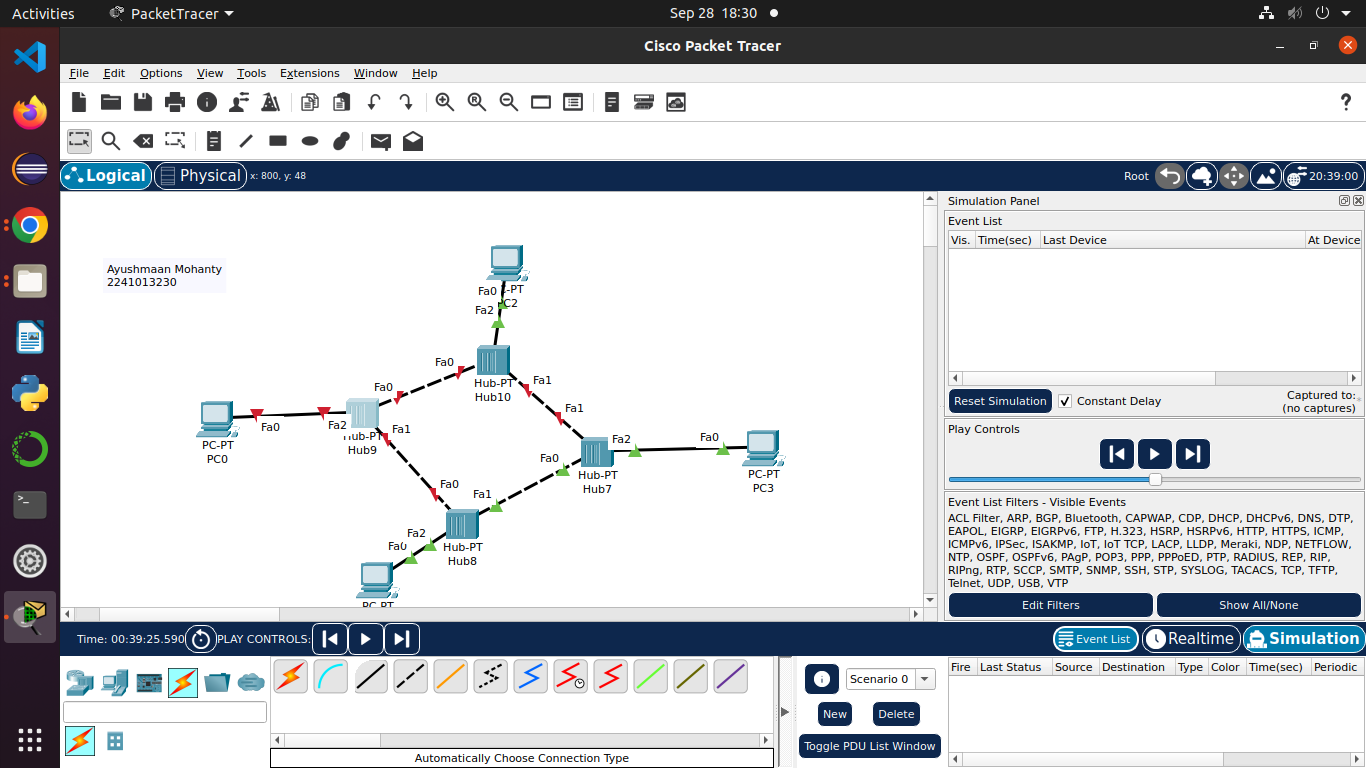 Activities PacketTracer Sep 28 18:30
Cisco Packet Tracer
File Edit Options View Tools Extensions Window Help
?
Logical Physical x: 800, y: 48 Root 20:39:00
Simulation Panel
Event List
Vis. Time(sec) Last Device At Device
Ayushmaan Mohanty
2241013230
Fa0 C-PT
PC2
Fa2
Fa0
Hub-PT
Hub10
Fa1
Fa0
Fa2
Hub-PT
Hub9
Fa1
Fa0
PC-PT
PC0
Fa1
Fa0
Hub-PT
Hub7
Fa2
Fa0
PC-PT
PC3
Fa0
Fa1
Fa2
Fa0
Hub-PT
Hub8
PC-PT
Reset Simulation Constant Delay Captured to:
(no captures)
Play Controls
Event List Filters - Visible Events
ACL Filter, ARP, BGP, Bluetooth, CAPWAP, CDP, DHCP, DHCPv6, DNS, DTP,
EAPOL, EIGRP, EIGRPv6, FTP, H.323, HSRP, HSRPv6, HTTP, HTTPS, ICMP,
ICMPv6, IPSec, ISAKMP, IoT, IoT TCP, LACP, LLDP, Meraki, NDP, NETFLOW,
NTP, OSPF, OSPFv6, PAgP, POP3, PPP, PPPoED, PTP, RADIUS, REP, RIP,
RIPng, RTP, SCCP, SMTP, SNMP, SSH, STP, SYSLOG, TACACS, TCP, TFTP,
Telnet, UDP, USB, VTP
Edit Filters Show All/None
Time: 00:39:25.590 PLAY CONTROLS: Event List Realtime Simulation
Scenario 0
New Delete
Toggle PDU List Window
Fire Last Status Source Destination Type Color Time(sec) Periodic
Automatically Choose Connection Type